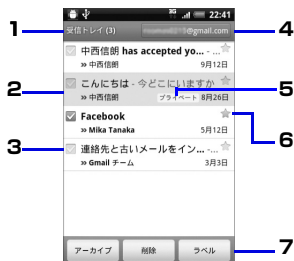 3G 22:41
受信トレイ (3) @gmail.com
中西信朗 has accepted yo... - ...
» 中西信朗 9月12日
こんにちは - 今どこにいますか
» 中西信朗 プライベート 8月26日
Facebook
» Mika Tanaka 5月12日
連絡先と古いメールをイン... - ...
» Gmail チーム 3月3日
アーカイブ 削除 ラベル
1
2
3
4
5
6
7